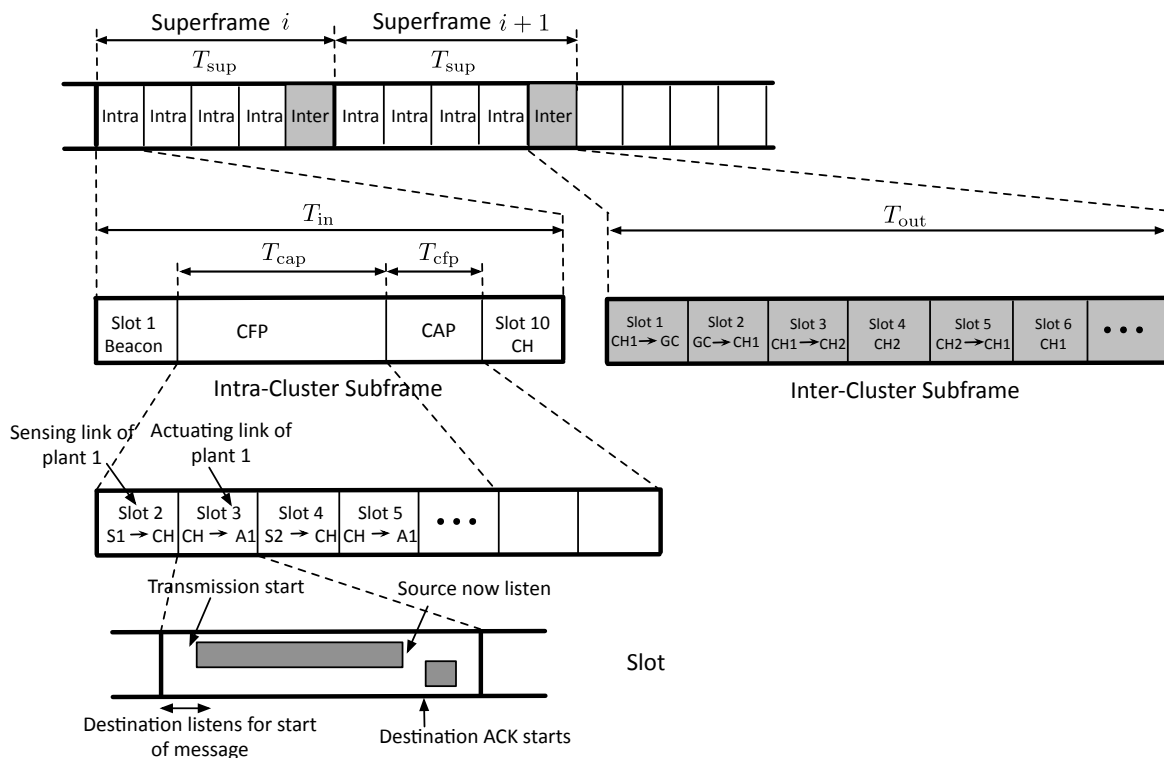 Superframe i
Superframe i + 1
T_sup
T_sup
Intra
Intra
Intra
Intra
Inter
Intra
Intra
Intra
Intra
Inter
T_in
T_out
T_cap
T_cfp
Slot 1
Beacon
CFP
CAP
Slot 10
CH
Slot 1
CH1→ GC
Slot 2
GC→ CH1
Slot 3
CH1→CH2
Slot 4
CH2
Slot 5
CH2→CH1
Slot 6
CH1
•••
Intra-Cluster Subframe
Inter-Cluster Subframe
Sensing link of
plant 1
Actuating link of
plant 1
Slot 2
S1 → CH
Slot 3
CH → A1
Slot 4
S2 → CH
Slot 5
CH → A1
•••
Transmission start
Source now listen
Slot
Destination listens for start
of message
Destination ACK starts